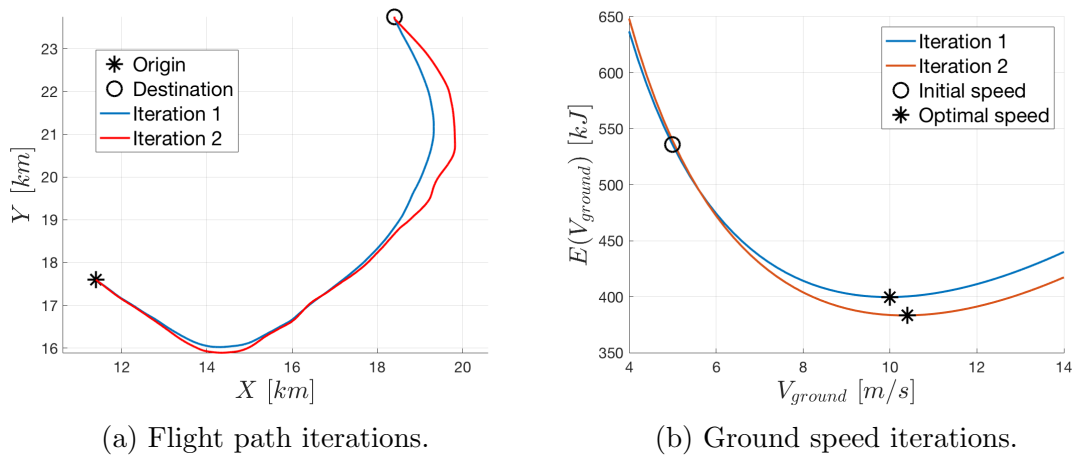 23
22
21
20
19
18
17
16
12
14
16
18
20
Y [km]
X [km]
Origin
Destination
Iteration 1
Iteration 2
(a) Flight path iterations.
650
600
550
500
450
400
350
4
6
8
10
12
14
E(V_ground) [kJ]
V_ground [m/s]
Iteration 1
Iteration 2
Initial speed
Optimal speed
(b) Ground speed iterations.